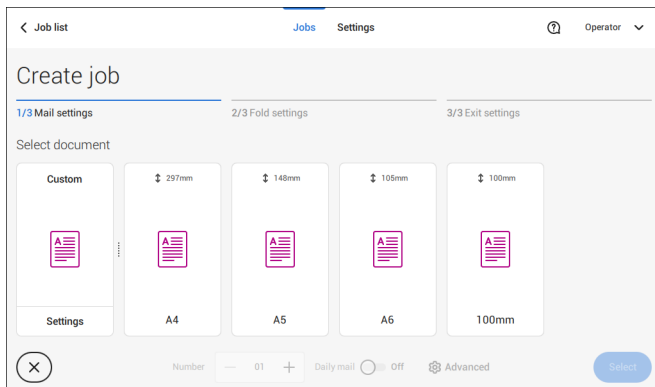 Job list Jobs Settings Operator
Create job
1/3 Mail settings 2/3 Fold settings 3/3 Exit settings
Select document
Custom 297mm 148mm 105mm 100mm
A A A A A
Settings A4 A5 A6 100mm
Number 01 Daily mail Off Advanced Select